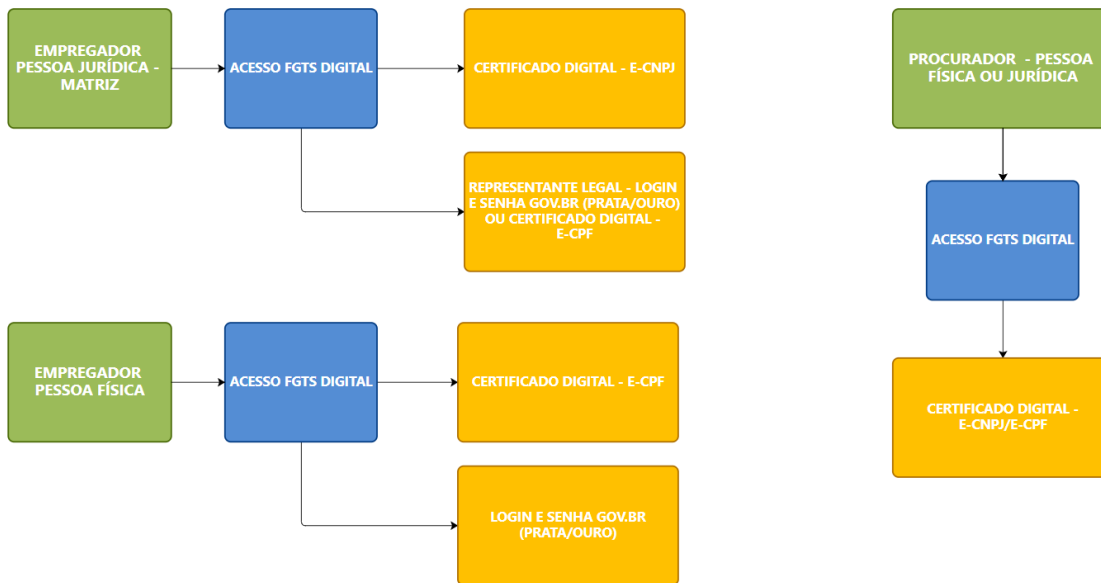 EMPREGADOR
PESSOA JURÍDICA -
MATRIZ
ACESSO FGTS DIGITAL
CERTIFICADO DIGITAL - E-CNPJ
REPRESENTANTE LEGAL - LOGIN
E SENHA GOV.BR (PRATA/OURO)
OU CERTIFICADO DIGITAL -
E-CPF
EMPREGADOR
PESSOA FÍSICA
ACESSO FGTS DIGITAL
CERTIFICADO DIGITAL - E-CPF
LOGIN E SENHA GOV.BR
(PRATA/OURO)
PROCURADOR - PESSOA
FÍSICA OU JURÍDICA
ACESSO FGTS DIGITAL
CERTIFICADO DIGITAL -
E-CNPJ/E-CPF